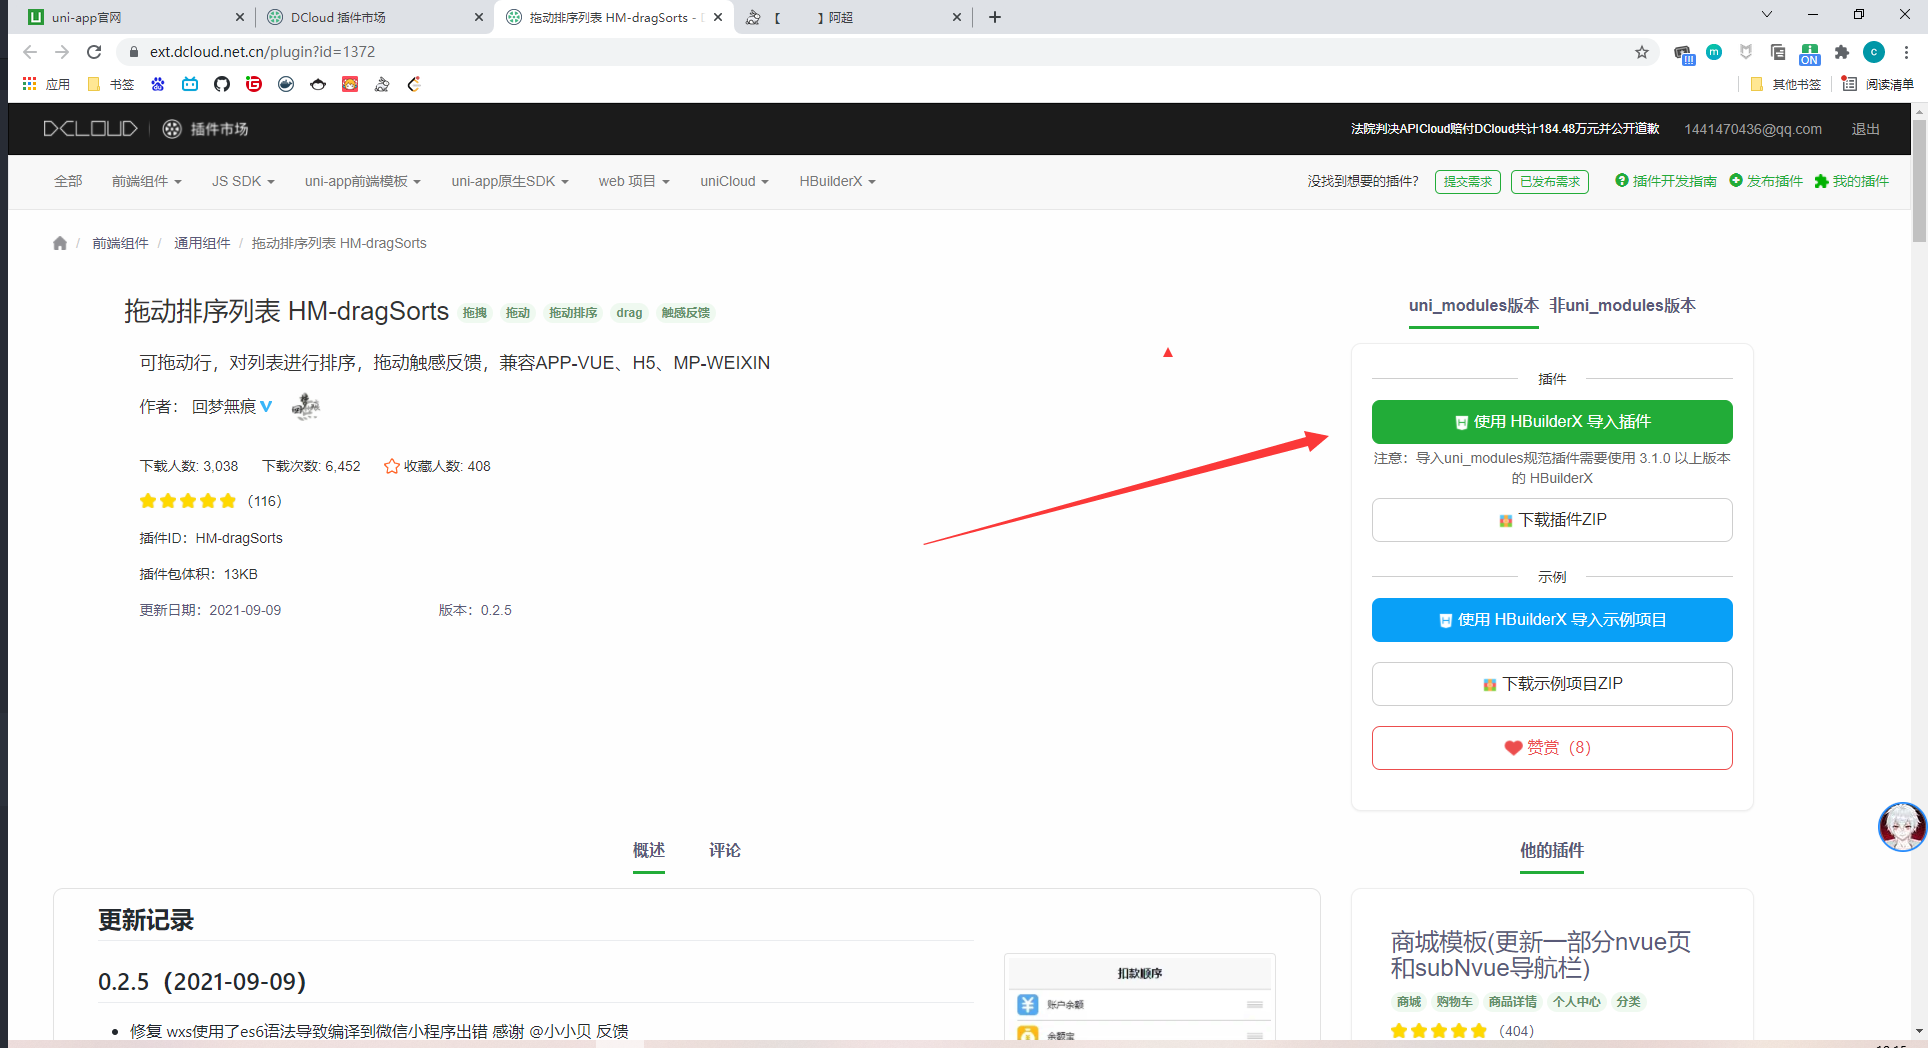 uni-app官网
DCloud 插件市场
拖动排序列表 HM-dragSorts -
【 】阿超
ext.dcloud.net.cn/plugin?id=1372
应用
书签
其他书签
阅读清单
DCLOUD 插件市场
法院判决APICloud赔付DCloud共计184.48万元并公开道歉
1441470436@qq.com
退出
全部
前端组件
JS SDK
uni-app前端模板
uni-app原生SDK
web 项目
uniCloud
HBuilderX
没找到想要的插件?
提交需求
已发布需求
插件开发指南
发布插件
我的插件
/ 前端组件 / 通用组件 / 拖动排序列表 HM-dragSorts
拖动排序列表 HM-dragSorts
拖拽
拖动
拖动排序
drag
触感反馈
可拖动行，对列表进行排序，拖动触感反馈，兼容APP-VUE、H5、MP-WEIXIN
作者： 回梦無痕
下载人数: 3,038
下载次数: 6,452
收藏人数: 408
（116）
插件ID：HM-dragSorts
插件包体积：13KB
更新日期：2021-09-09
版本：0.2.5
uni_modules版本
非uni_modules版本
插件
使用 HBuilderX 导入插件
注意：导入uni_modules规范插件需要使用 3.1.0 以上版本
的 HBuilderX
下载插件ZIP
示例
使用 HBuilderX 导入示例项目
下载示例项目ZIP
赞赏（8）
概述
评论
他的插件
更新记录
0.2.5（2021-09-09）
修复 wxs使用了es6语法导致编译到微信小程序出错 感谢 @小小贝 反馈
扣款顺序
账户余额
余额宝
商城模板(更新一部分nvue页
和subNvue导航栏)
商城
购物车
商品详情
个人中心
分类
（404）